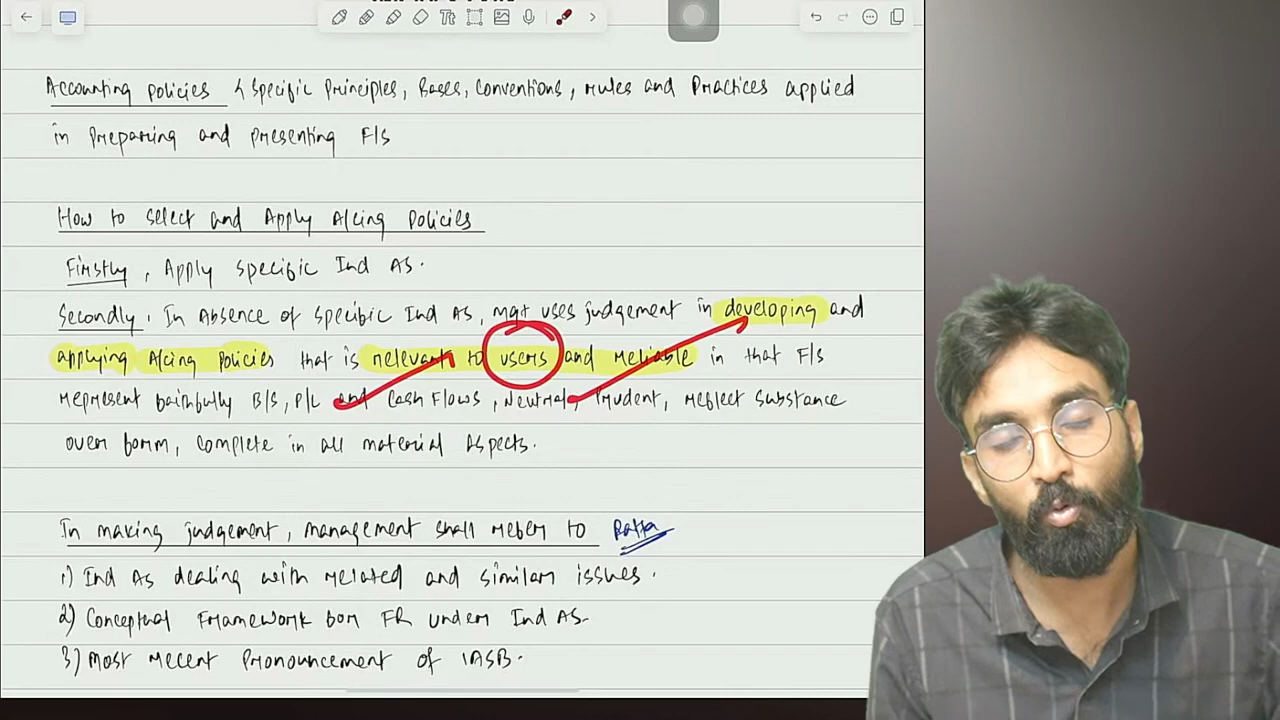 Accounting policies { Specific Principles, Bases, Conventions, Rules and Practices applied
in Preparing and presenting F/S
How to Select and Apply A/cing Policies
Firstly, Apply specific Ind AS.
Secondly. In Absence of specific Ind AS, mgt uses judgement in developing and
applying A/cing policies that is relevant to users and reliable in that F/S
represent faithfully B/S, P/L and Cash Flows, Neutral, Prudent, Reflect Substance
over form, complete in all material Aspects.
In making judgement, management shall refer to Ratta
1) Ind As dealing with related and similar issues.
2) Conceptual Framework for FR under Ind AS.
3) Most recent Pronouncement of IASB.